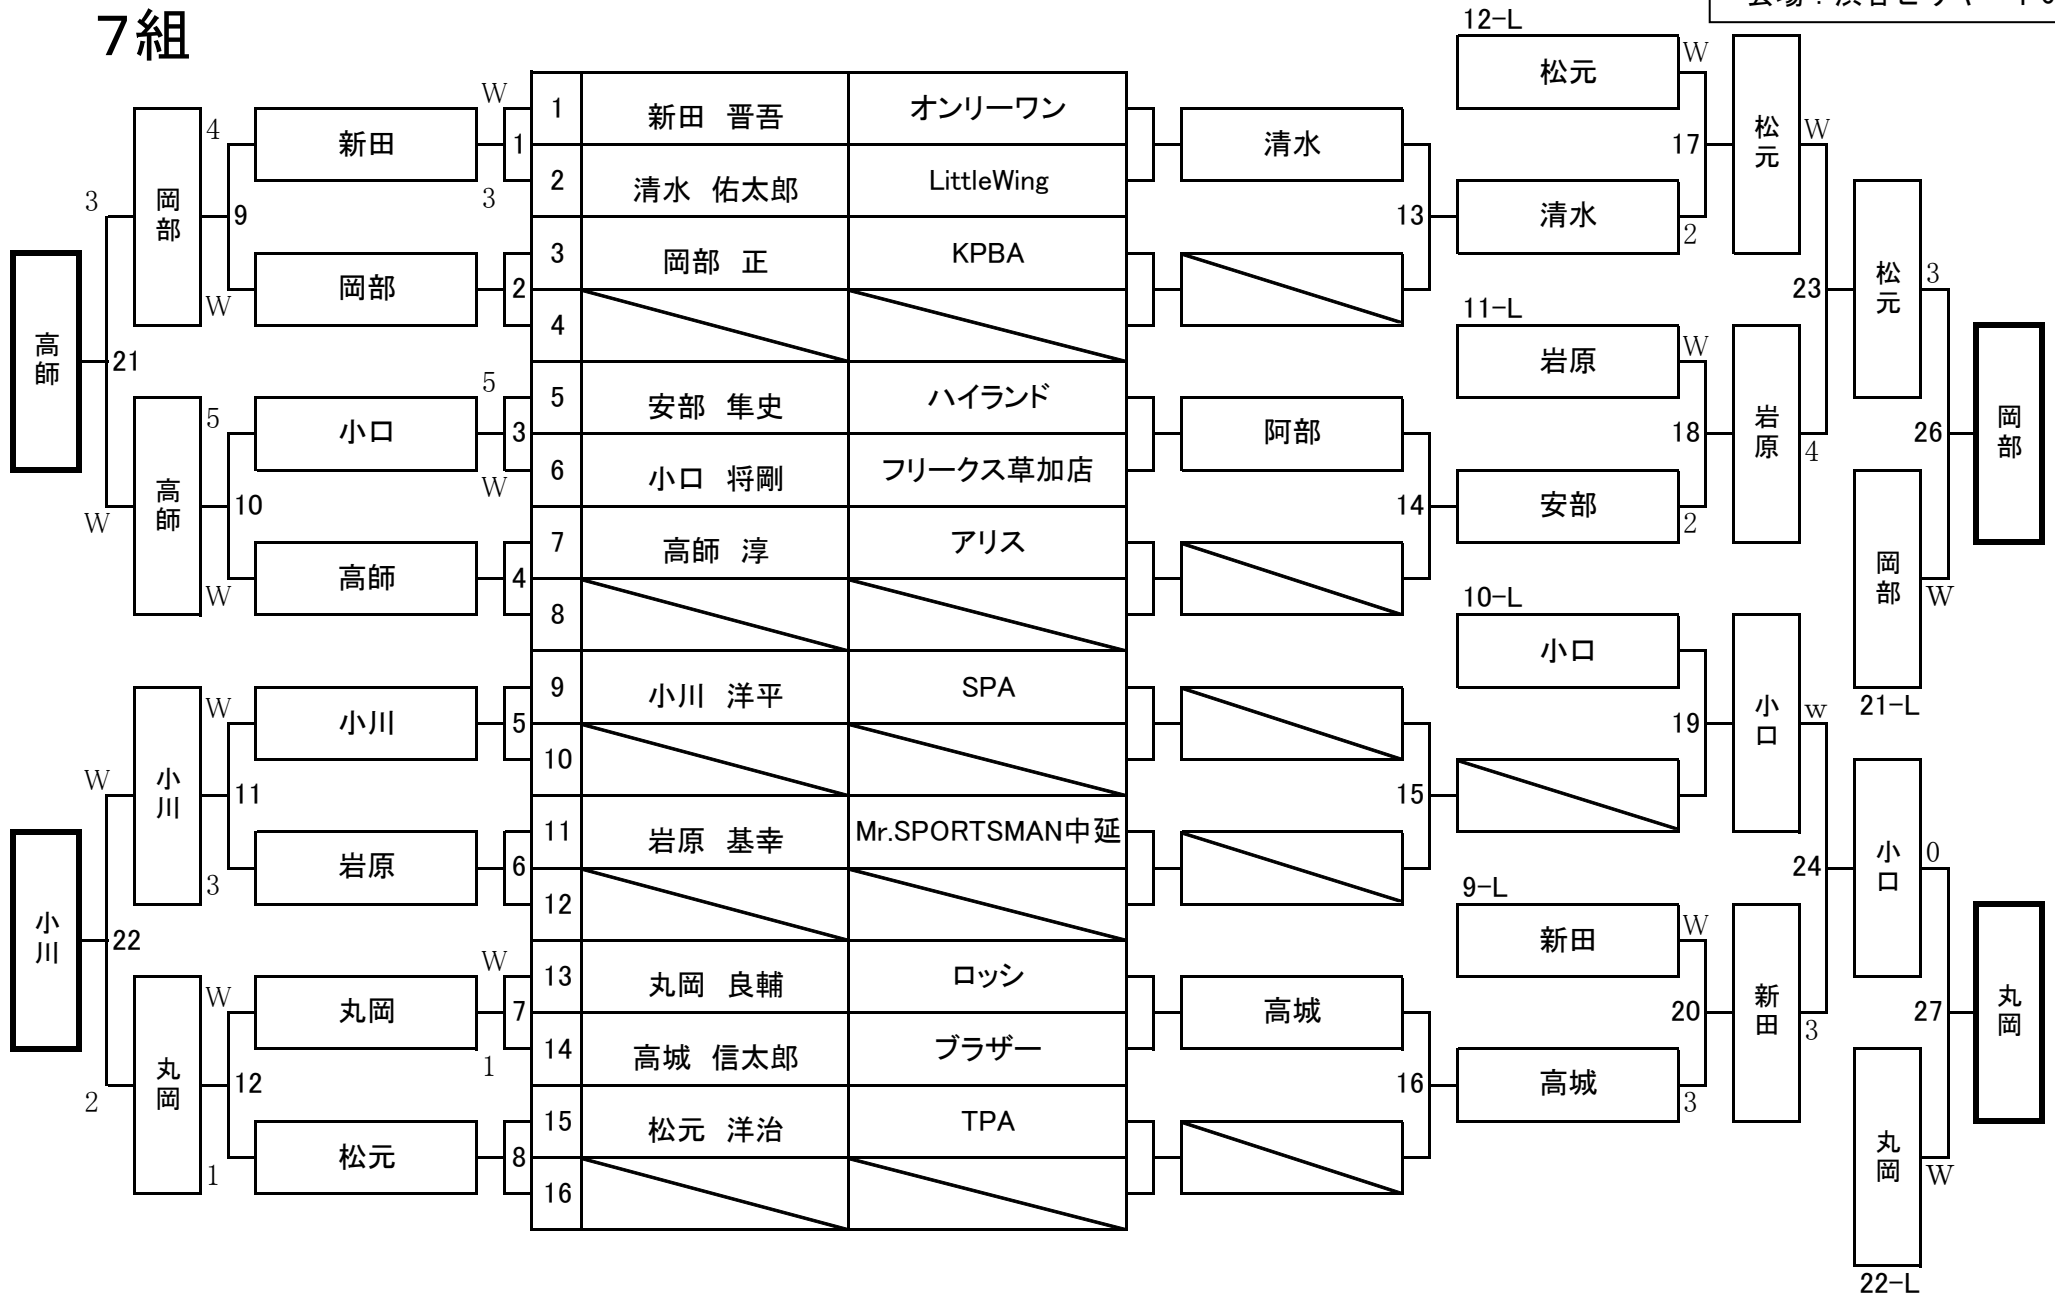 7組
12-L
松元
W
1 新田 晋吾 オンリーワン
2 清水 佑太郎 LittleWing
3 岡部 正 KPBA
4
5 安部 隼史 ハイランド
6 小口 将剛 フリークス草加店
7 高師 淳 アリス
8
9 小川 洋平 SPA
10
11 岩原 基幸 Mr.SPORTSMAN中延
12
13 丸岡 良輔 ロッシ
14 高城 信太郎 ブラザー
15 松元 洋治 TPA
16
W
1
3
2
5
3
W
4
5
6
W
7
1
8
新田
岡部
小口
高師
小川
岩原
丸岡
松元
4
9
W
5
10
W
W
11
3
W
12
1
岡部
高師
小川
丸岡
3
21
W
W
22
2
高師
小川
清水
阿部
高城
13
14
15
16
17
清水
2
11-L
岩原
W
18
安部
2
10-L
小口
19
9-L
新田
W
20
高城
3
松元
W
23
岩原
4
小口
w
24
新田
3
松元
3
26
岡部
W
21-L
小口
0
27
丸岡
W
22-L
岡部
丸岡